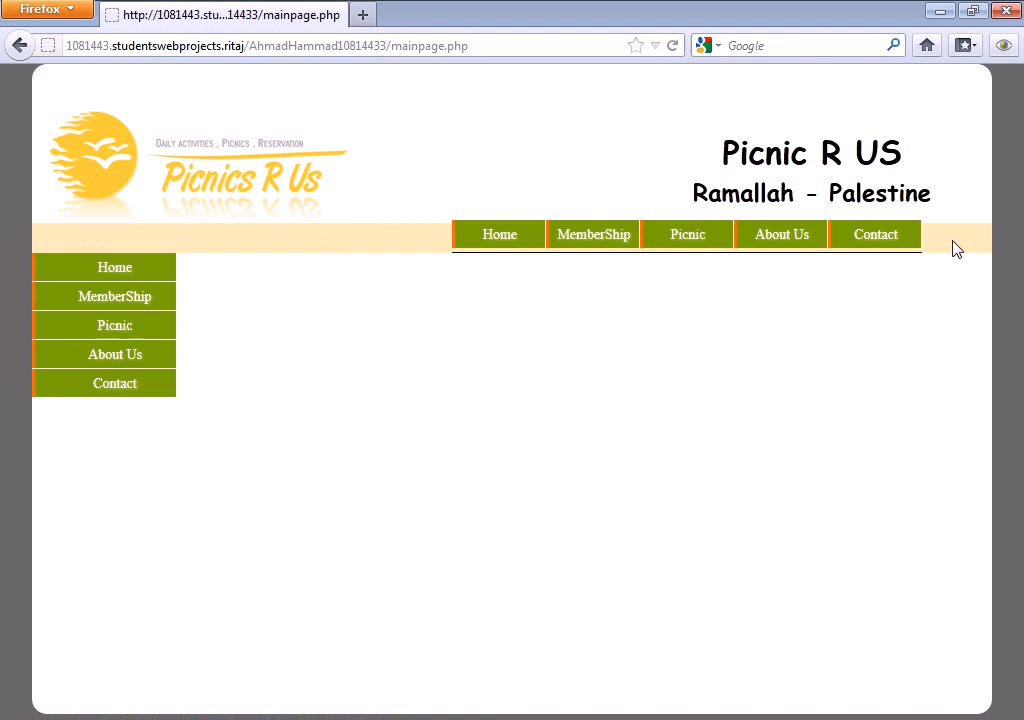 Firefox
http://1081443.stu...14433/mainpage.php
1081443.studentswebprojects.ritaj/AhmadHammad10814433/mainpage.php
Google
Daily activities , Picnics , Reservation
Picnics R Us
Picnic R US
Ramallah - Palestine
Home MemberShip Picnic About Us Contact
Home
MemberShip
Picnic
About Us
Contact